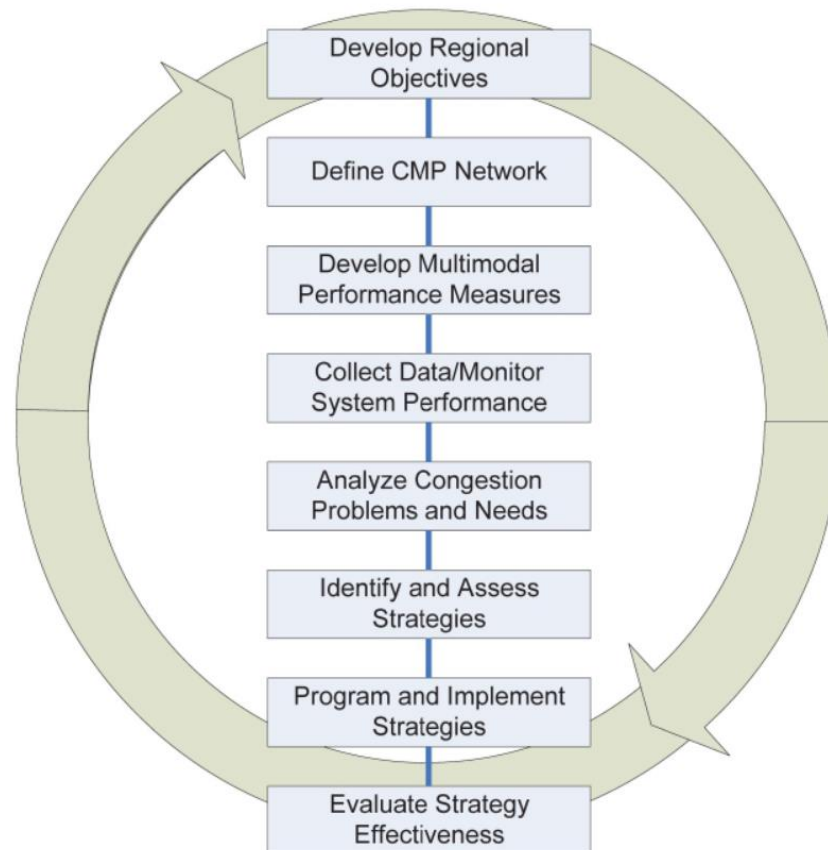 Develop Regional
Objectives
Define CMP Network
Develop Multimodal
Performance Measures
Collect Data/Monitor
System Performance
Analyze Congestion
Problems and Needs
Identify and Assess
Strategies
Program and Implement
Strategies
Evaluate Strategy
Effectiveness